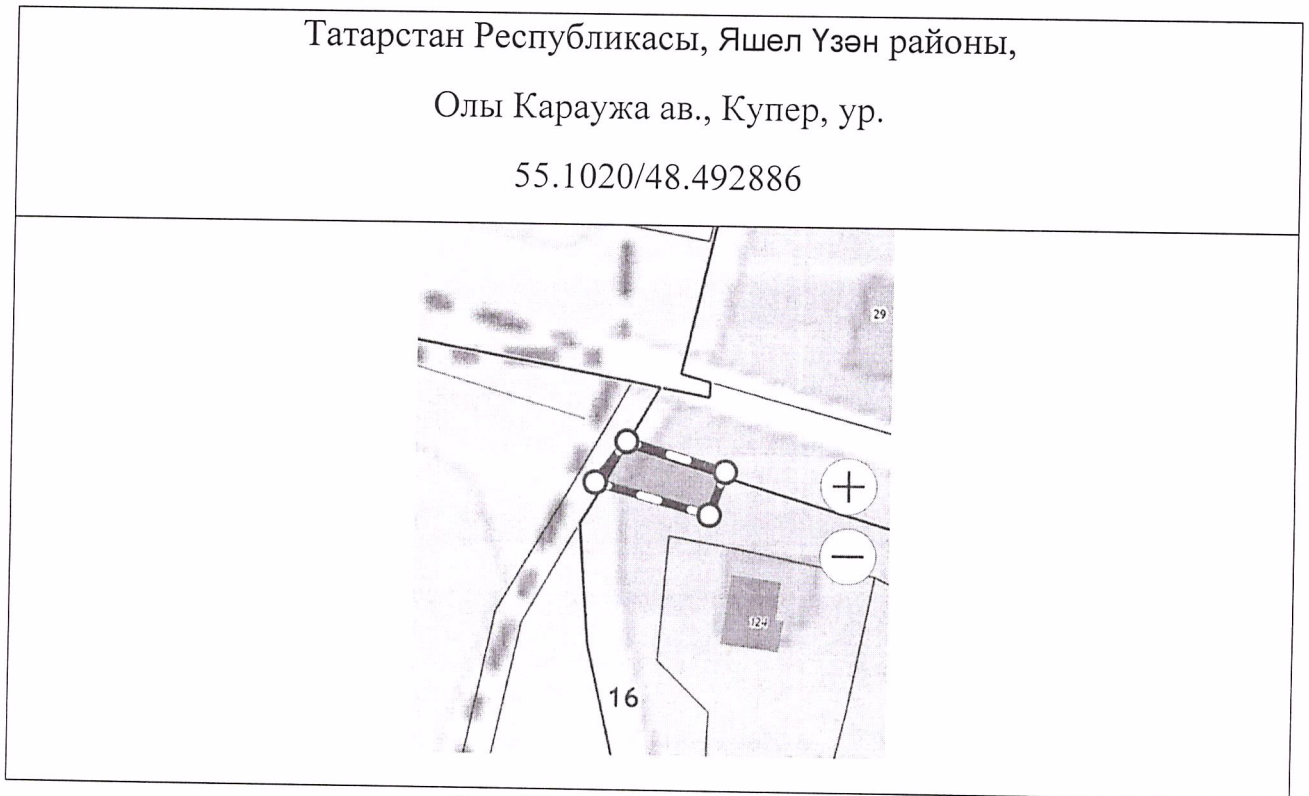 Татарстан Республикасы, Яшел Үзән районы,
Олы Караужа ав., Купер, ур.
55.1020/48.492886
29
124
16